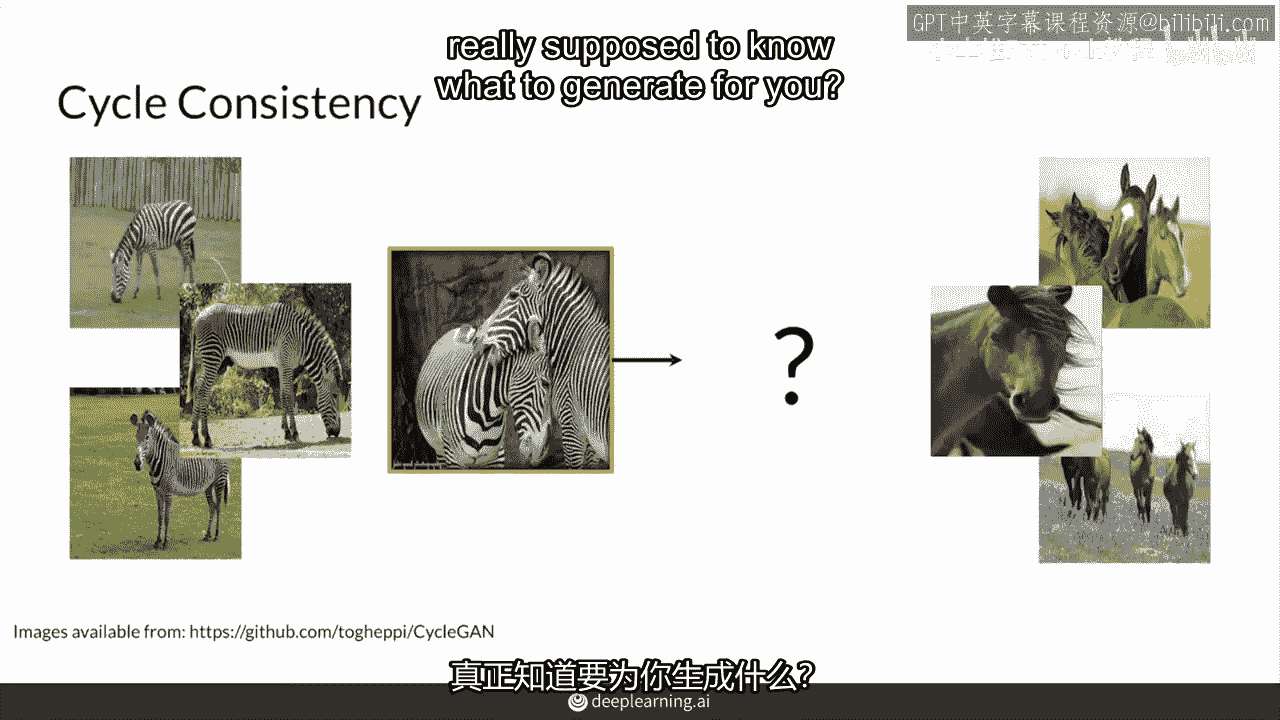 GPT中英字幕课程资源@bilibili.com
really supposed to know
what to generate for you?
Cycle Consistency
?
Images available from: https://github.com/togheppi/CycleGAN
真正知道要为你生成什么?
deeplearning.ai